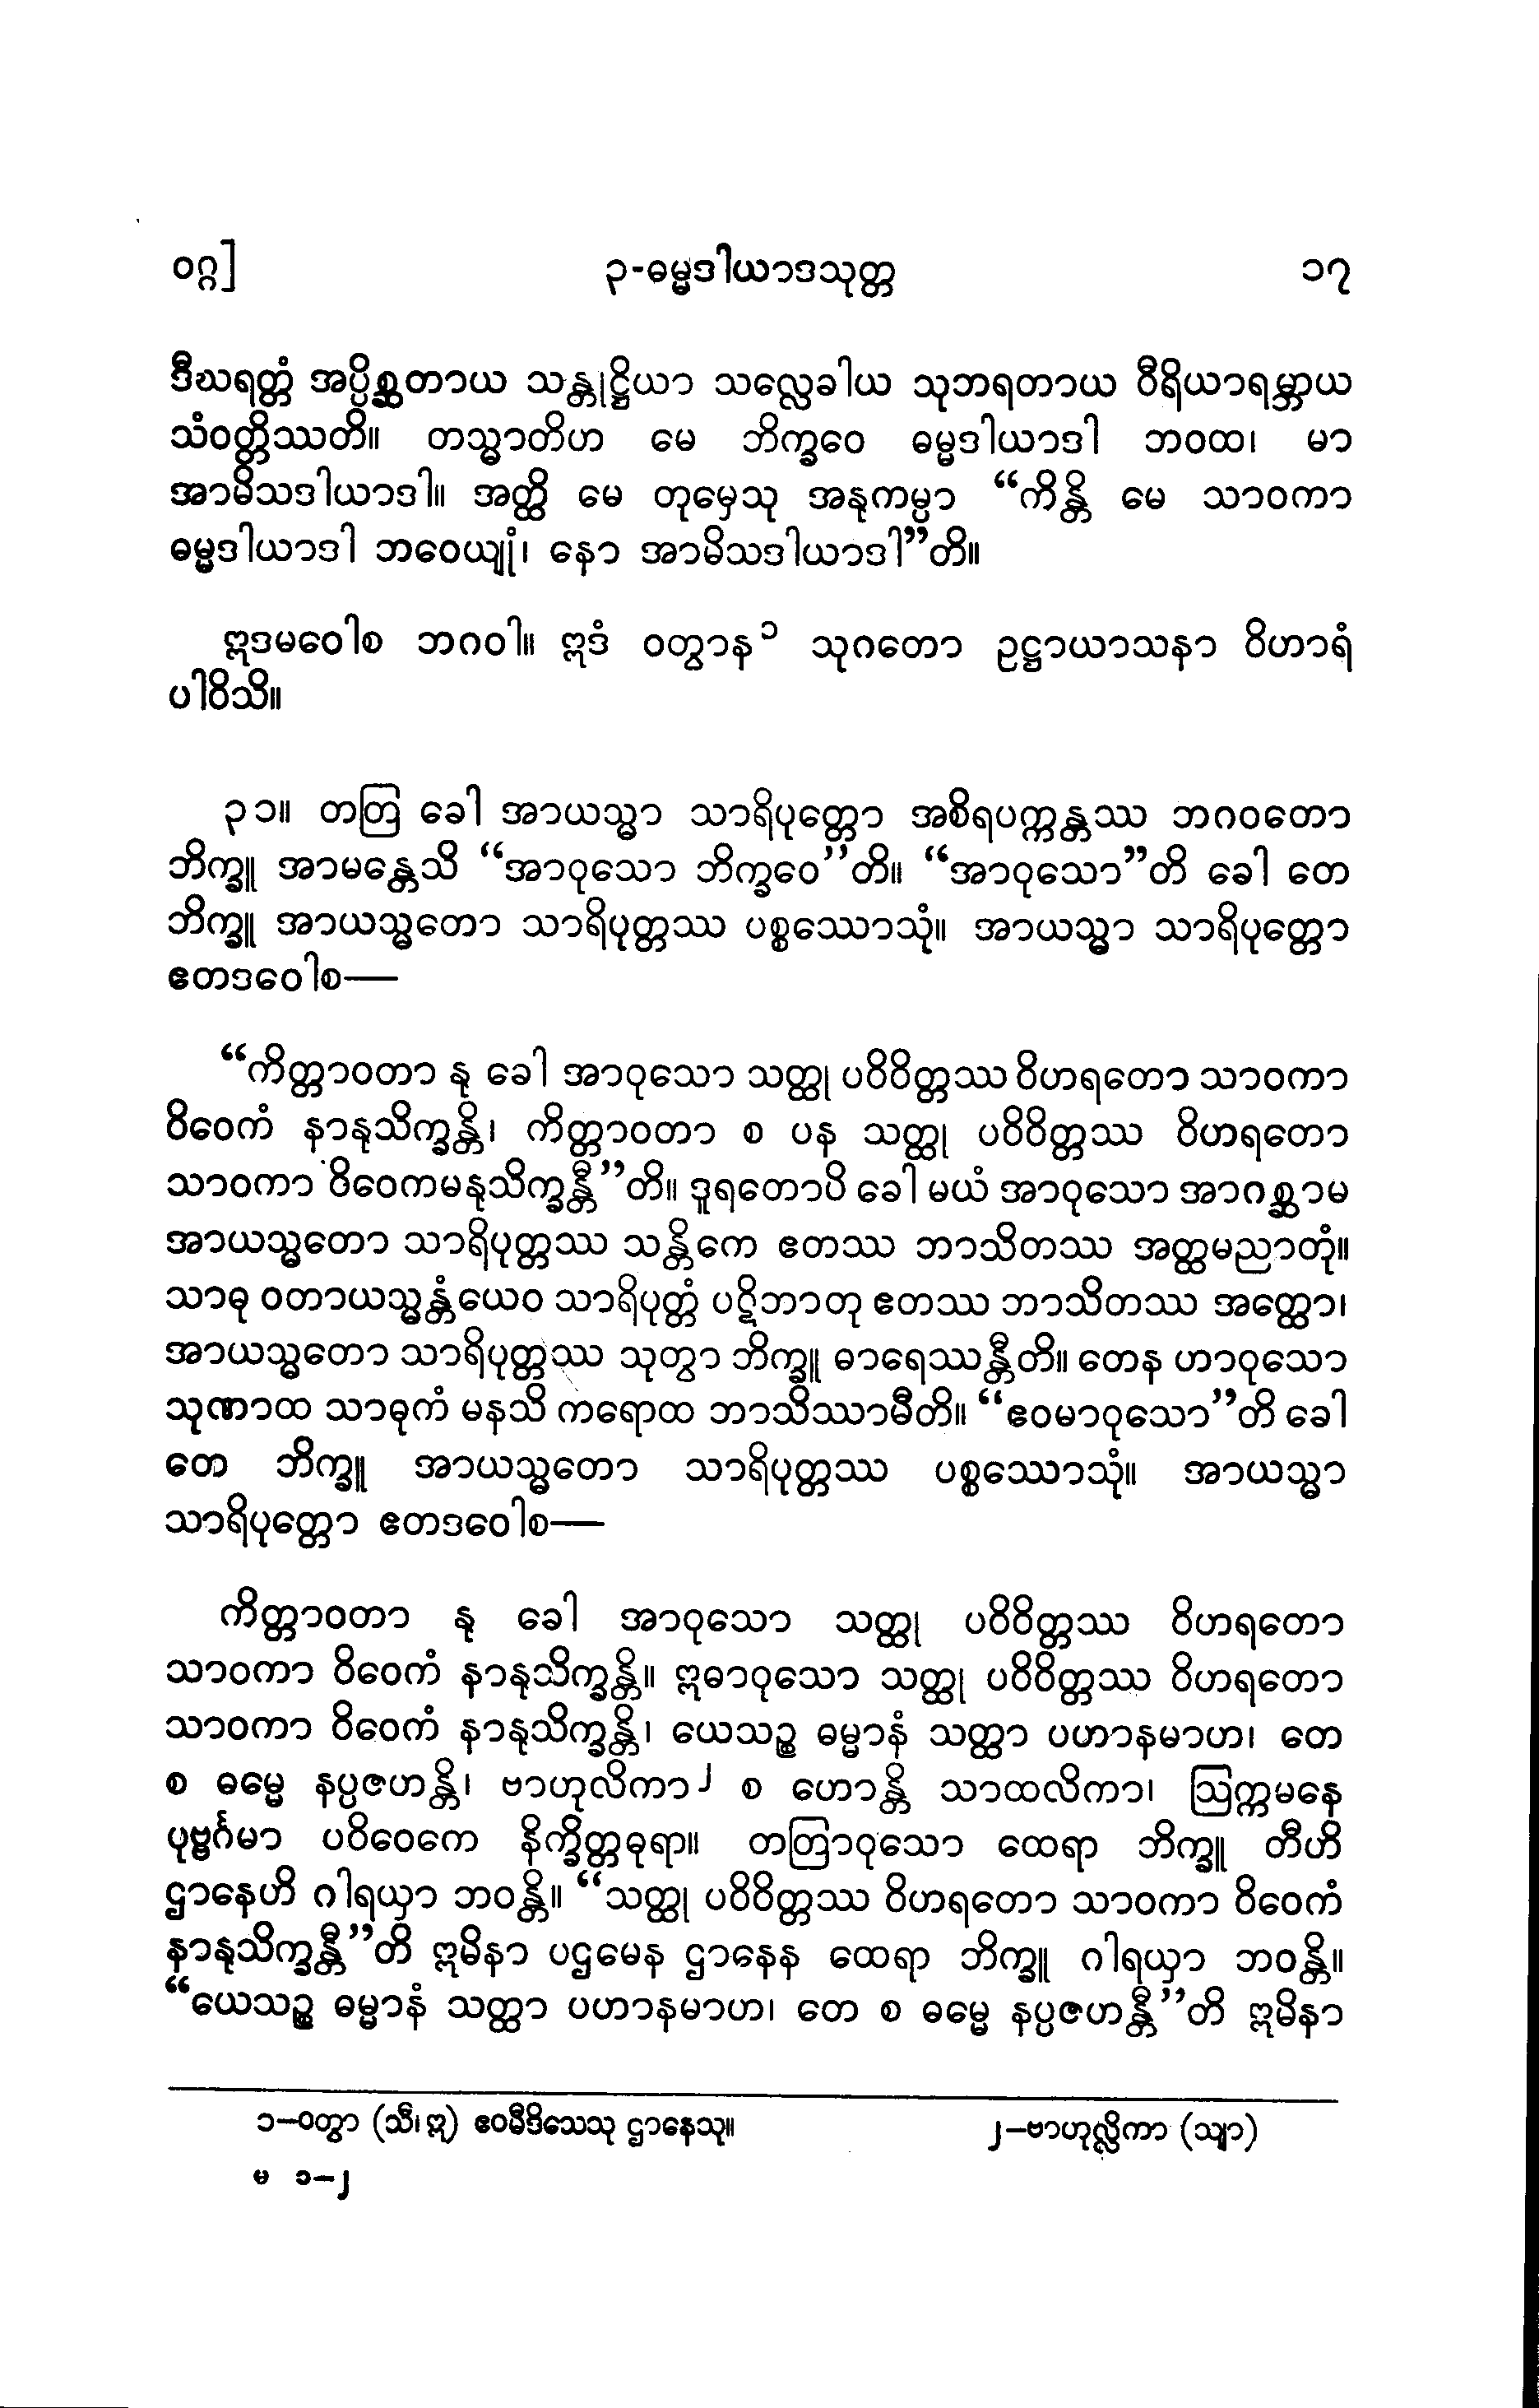 ဝဂ္ဂ] ၃-ဓမ္မဒါယာဒသုတ္တ ၁၇
ဒီဃရတ္တံ အပ္ပိစ္ဆတာယ သန္တုဋ္ဌိယာ သလ္လေခါယ သုဘရတာယ ဝီရိယာရမ္ဘာယ
သံဝတ္တိဿတိ။ တသ္မာတိဟ မေ ဘိက္ခဝေ ဓမ္မဒါယာဒါ ဘဝထ၊ မာ
အာမိသဒါယာဒါ။ အတ္ထိ မေ တုမှေသု အနုကမ္ပာ “ကိန္တိ မေ သာဝကာ
ဓမ္မဒါယာဒါ ဘဝေယျုံ၊ နော အာမိသဒါယာဒါ”တိ။
ဣဒမဝေါစ ဘဂဝါ။ ဣဒံ ဝတွာန၁ သုဂတော ဥဋ္ဌာယာသနာ ဝိဟာရံ
ပါဝိသိ။
၃၁။ တတြ ခေါ အာယသ္မာ သာရိပုတ္တော အစိရပက္ကန္တဿ ဘဂဝတော
ဘိက္ခူ အာမန္တေသိ “အာဝုသော ဘိက္ခဝေ”တိ။ “အာဝုသော”တိ ခေါ တေ
ဘိက္ခူ အာယသ္မတော သာရိပုတ္တဿ ပစ္စဿောသုံ။ အာယသ္မာ သာရိပုတ္တော
ဧတဒဝေါစ—
“ကိတ္တာဝတာ နု ခေါ အာဝုသော သတ္ထု ပဝိဝိတ္တဿ ဝိဟရတော သာဝကာ
ဝိဝေကံ နာနုသိက္ခန္တိ၊ ကိတ္တာဝတာ စ ပန သတ္ထု ပဝိဝိတ္တဿ ဝိဟရတော
သာဝကာ ဝိဝေကမနုသိက္ခန္တီ”တိ။ ဒူရတောပိ ခေါ မယံ အာဝုသော အာဂစ္ဆာမ
အာယသ္မတော သာရိပုတ္တဿ သန္တိကေ ဧတဿ ဘာသိတဿ အတ္ထမညာတုံ။
သာဓု ဝတာယသ္မန္တံယေဝ သာရိပုတ္တံ ပဋိဘာတု ဧတဿ ဘာသိတဿ အတ္ထော၊
အာယသ္မတော သာရိပုတ္တဿ သုတွာ ဘိက္ခူ ဓာရေဿန္တီတိ။ တေန ဟာဝုသော
သုဏာထ သာဓုကံ မနသိ ကရောထ ဘာသိဿာမီတိ။ “ဧဝမာဝုသော”တိ ခေါ
တေ ဘိက္ခူ အာယသ္မတော သာရိပုတ္တဿ ပစ္စဿောသုံ။ အာယသ္မာ
သာရိပုတ္တော ဧတဒဝေါစ—
ကိတ္တာဝတာ နု ခေါ အာဝုသော သတ္ထု ပဝိဝိတ္တဿ ဝိဟရတော
သာဝကာ ဝိဝေကံ နာနုသိက္ခန္တိ။ ဣဓာဝုသော သတ္ထု ပဝိဝိတ္တဿ ဝိဟရတော
သာဝကာ ဝိဝေကံ နာနုသိက္ခန္တိ၊ ယေသဉ္စ ဓမ္မာနံ သတ္ထာ ပဟာနမာဟ၊ တေ
စ ဓမ္မေ နပ္ပဇဟန္တိ၊ ဗာဟုလိကာ၂ စ ဟောန္တိ သာထလိကာ၊ ဩက္ကမနေ
ပုဗ္ဗင်္ဂမာ ပဝိဝေကေ နိက္ခိတ္တဓုရာ။ တတြာဝုသော ထေရာ ဘိက္ခူ တီဟိ
ဌာနေဟိ ဂါရယှာ ဘဝန္တိ။ “သတ္ထု ပဝိဝိတ္တဿ ဝိဟရတော သာဝကာ ဝိဝေကံ
နာနုသိက္ခန္တီ”တိ ဣမိနာ ပဌမေန ဌာနေန ထေရာ ဘိက္ခူ ဂါရယှာ ဘဝန္တိ။
“ယေသဉ္စ ဓမ္မာနံ သတ္ထာ ပဟာနမာဟ၊ တေ စ ဓမ္မေ နပ္ပဇဟန္တီ”တိ ဣမိနာ
၁—ဝတွာ (သီ၊ ဣ) ဧဝမီဒိသေသု ဌာနေသု။ ၂—ဗာဟုလ္လိကာ (သျာ)
မ ၁—၂